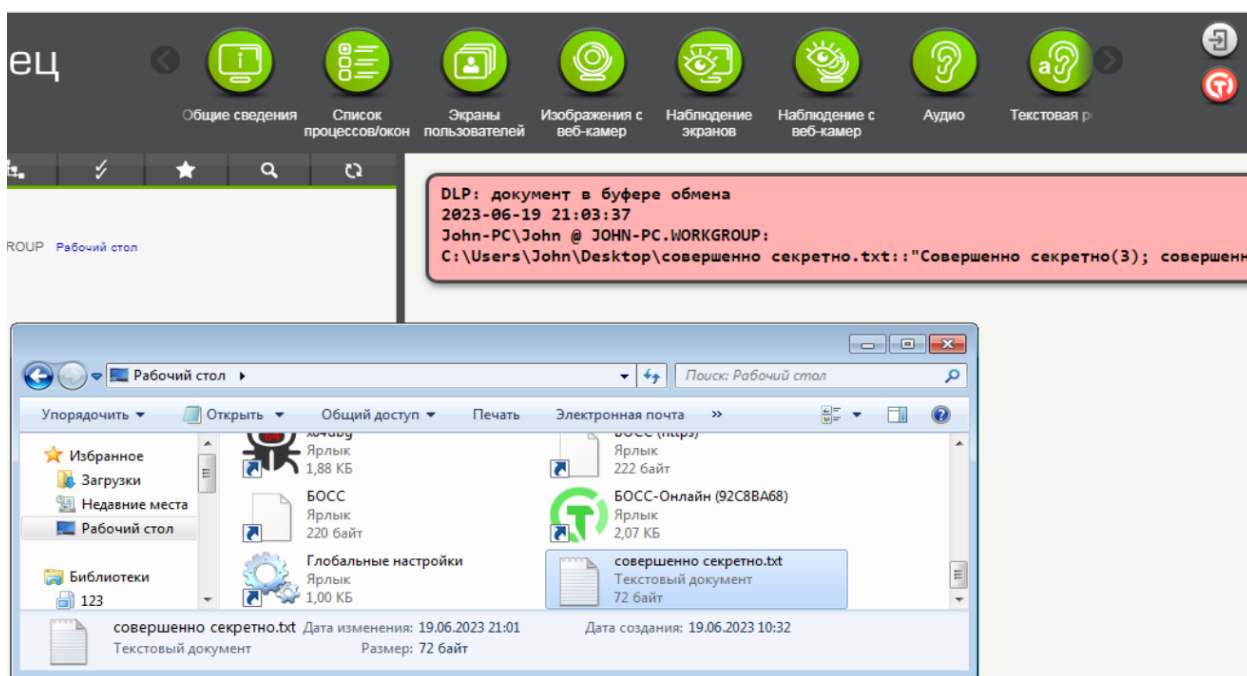 ец
Общие сведения
Список
процессов/окон
Экраны
пользователей
Изображения с
веб-камер
Наблюдение
экранов
Наблюдение с
веб-камер
Аудио
Текстовая р
ROUP Рабочий стол
DLP: документ в буфере обмена
2023-06-19 21:03:37
John-PC\John @ JOHN-PC.WORKGROUP:
C:\Users\John\Desktop\совершенно секретно.txt::"Совершенно секретно(3); совершенн
Рабочий стол
Поиск: Рабочий стол
Упорядочить Открыть Общий доступ Печать Электронная почта »
Избранное
Загрузки
Недавние места
Рабочий стол
Библиотеки
123
x64dbg
Ярлык
1,88 КБ
БОСС (https)
Ярлык
222 байт
БОСС
Ярлык
220 байт
БОСС-Онлайн (92C8BA68)
Ярлык
2,07 КБ
Глобальные настройки
Ярлык
1,00 КБ
совершенно секретно.txt
Текстовый документ
72 байт
совершенно секретно.txt Дата изменения: 19.06.2023 21:01 Дата создания: 19.06.2023 10:32
Текстовый документ Размер: 72 байт